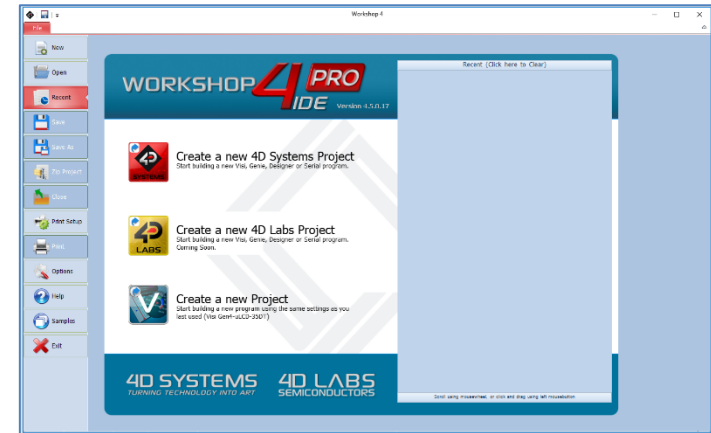 Workshop 4
File
New
Open
Recent
Save
Save As
Zip Project
Close
Print Setup
Print
Options
Help
Samples
Exit
WORKSHOP 4 PRO
IDE Version 4.5.0.17
Create a new 4D Systems Project
Start building a new Visi, Genie, Designer or Serial program.
SYSTEMS
Create a new 4D Labs Project
Start building a new Visi, Genie, Designer or Serial program.
Coming Soon.
LABS
Create a new Project
Start building a new program using the same settings as you
last used (Visi Gen4-uLCD-35DT)
4D SYSTEMS
TURNING TECHNOLOGY INTO ART
4D LABS
SEMICONDUCTORS
Recent (Click here to Clear)
Scroll using mousewheel, or click and drag using left mousebutton